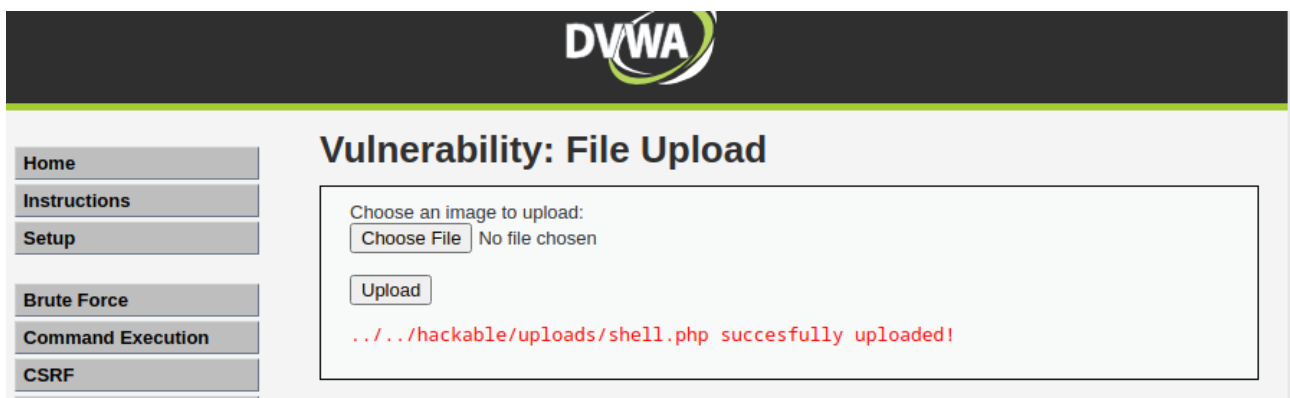 DVWA
Vulnerability: File Upload
Home
Instructions
Setup
Brute Force
Command Execution
CSRF
Choose an image to upload:
Choose File No file chosen
Upload
../../hackable/uploads/shell.php succesfully uploaded!